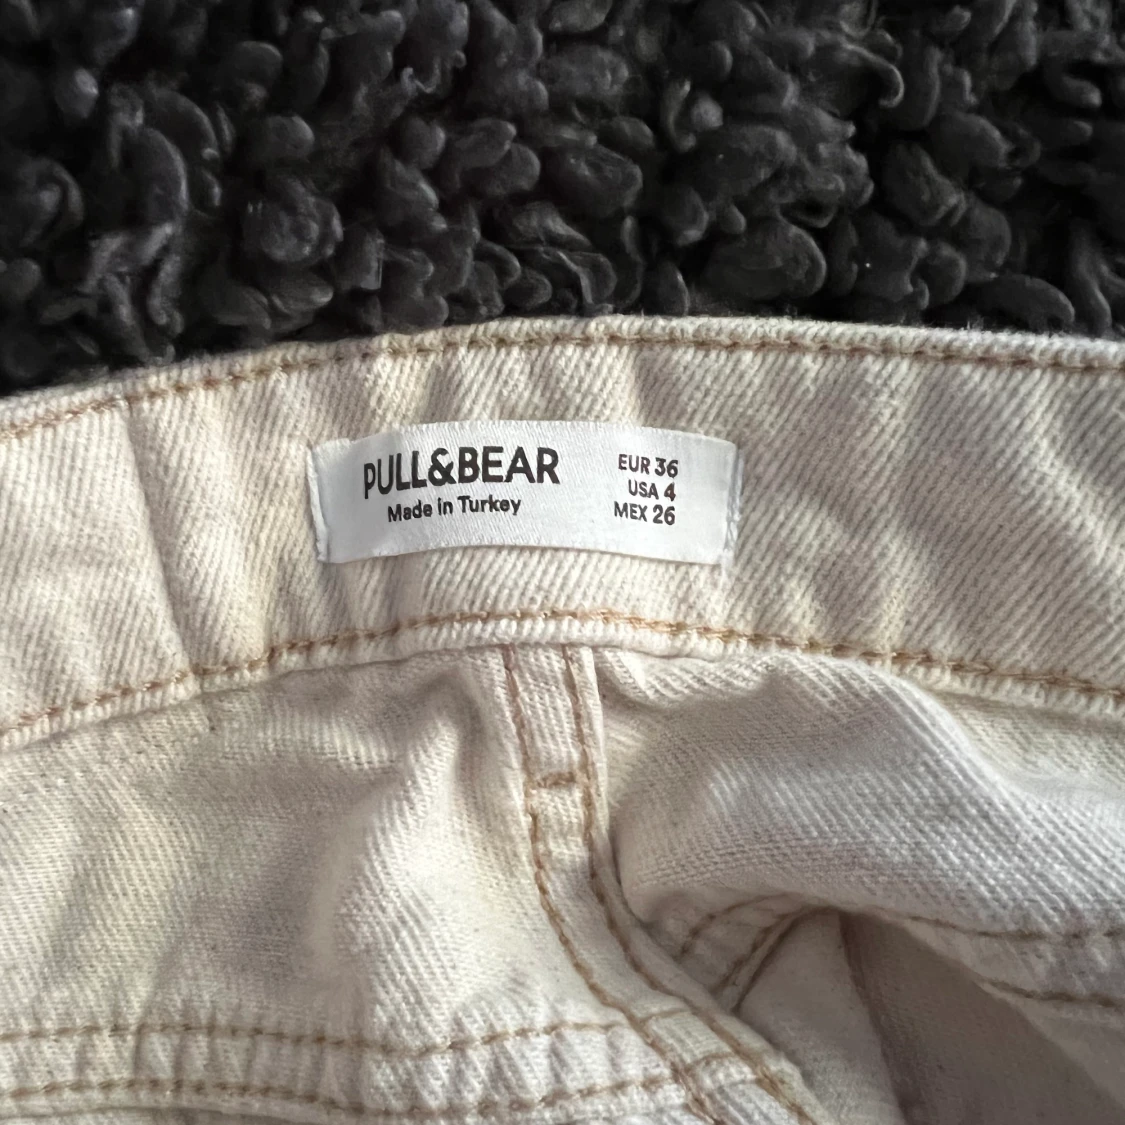 PULL&BEAR
Made in Turkey
EUR 36
USA 4
MEX 26